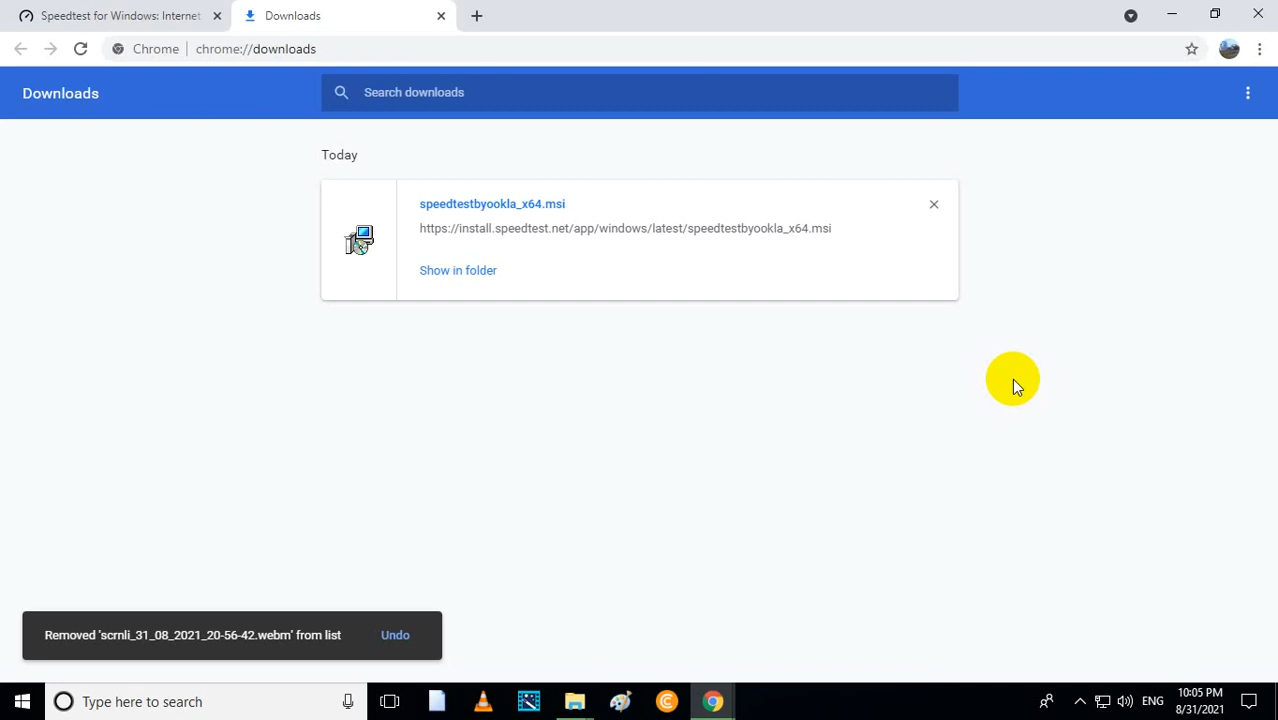 Speedtest for Windows: Internet
Downloads
Chrome
chrome://downloads
Downloads
Search downloads
Today
speedtestbyookla_x64.msi
https://install.speedtest.net/app/windows/latest/speedtestbyookla_x64.msi
Show in folder
Removed 'scrnli_31_08_2021_20-56-42.webm' from list
Undo
Type here to search
ENG
10:05 PM
8/31/2021